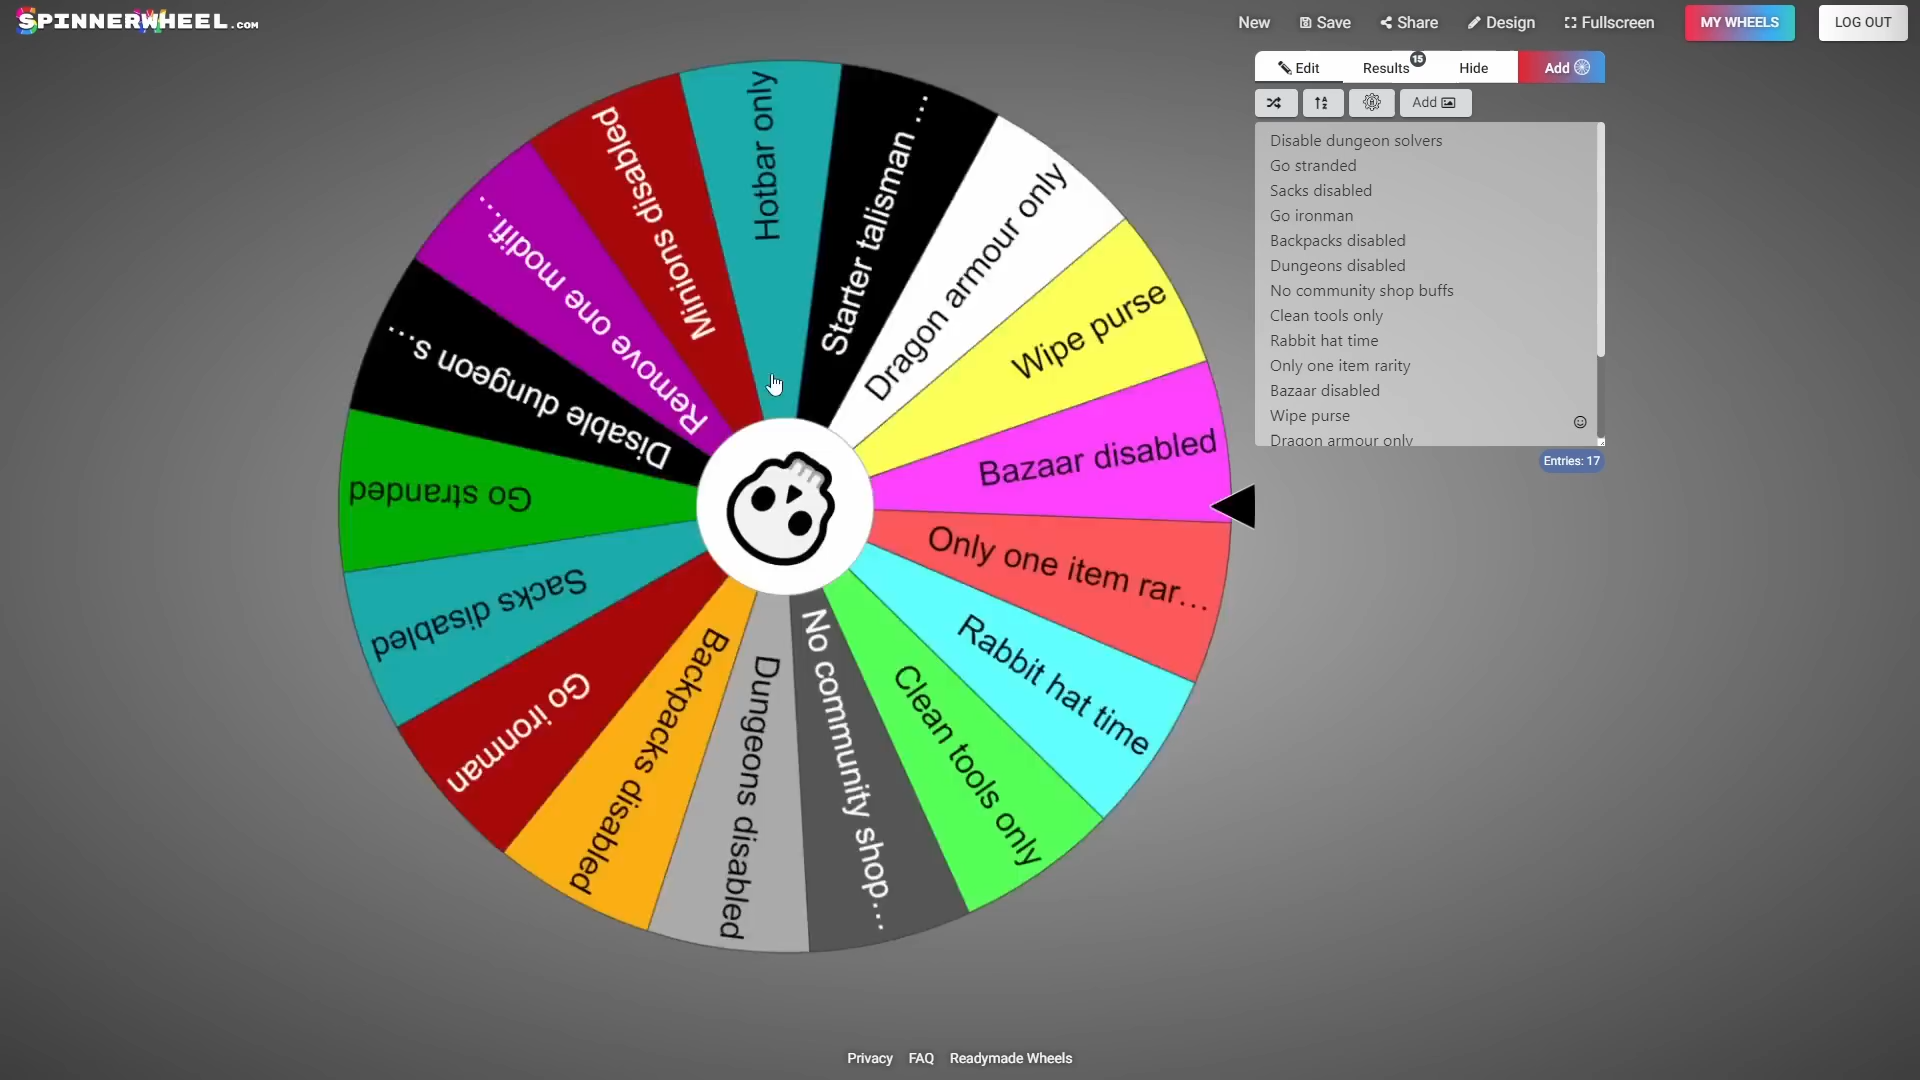 SPINNERWHEEL.COM
New
Save
Share
Design
Fullscreen
MY WHEELS
LOG OUT
Edit
Results 15
Hide
Add
Add
Disable dungeon solvers
Go stranded
Sacks disabled
Go ironman
Backpacks disabled
Dungeons disabled
No community shop buffs
Clean tools only
Rabbit hat time
Only one item rarity
Bazaar disabled
Wipe purse
Dragon armour only
Entries: 17
Hotbar only
Starter talisman ...
Dragon armour only
Wipe purse
Bazaar disabled
Only one item rar...
Rabbit hat time
Clean tools only
No community shop...
Dungeons disabled
Backpacks disabled
Go ironman
Sacks disabled
Go stranded
Disable dungeon s...
Remove one modifi...
Minions disabled
Privacy
FAQ
Readymade Wheels